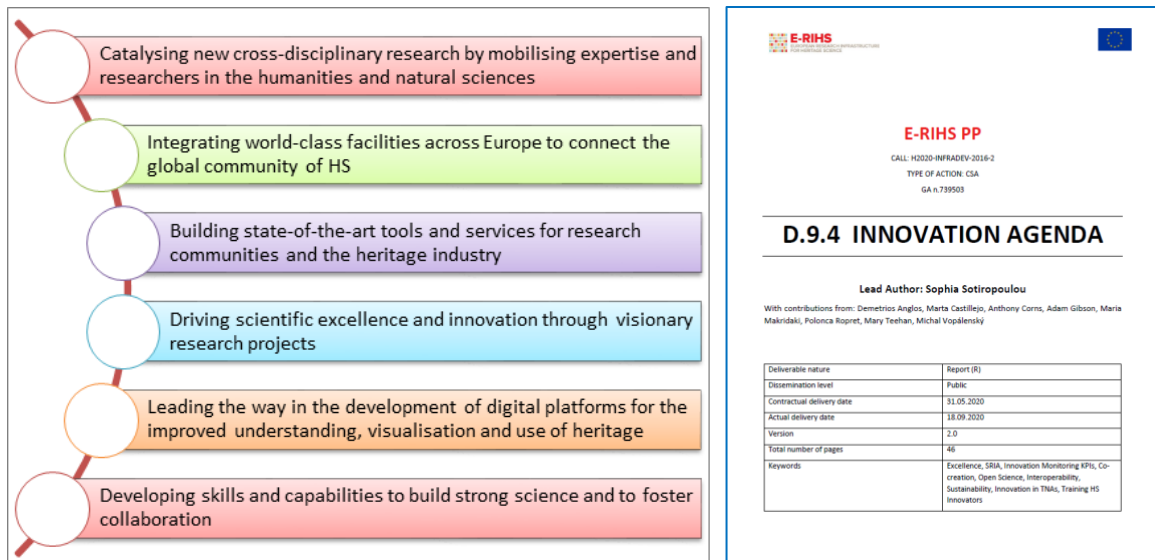 Catalysing new cross-disciplinary research by mobilising expertise and
researchers in the humanities and natural sciences
Integrating world-class facilities across Europe to connect the
global community of HS
Building state-of-the-art tools and services for research
communities and the heritage industry
Driving scientific excellence and innovation through visionary
research projects
Leading the way in the development of digital platforms for the
improved understanding, visualisation and use of heritage
Developing skills and capabilities to build strong science and to foster
collaboration
E-RIHS
EUROPEAN RESEARCH INFRASTRUCTURE
FOR HERITAGE SCIENCE
E-RIHS PP
CALL: H2020-INFRADEV-2016-2
TYPE OF ACTION: CSA
GA n.739503
D.9.4 INNOVATION AGENDA
Lead Author: Sophia Sotiropoulou
With contributions from: Demetrios Anglos, Marta Castillejo, Anthony Corns, Adam Gibson, Maria
Makridaki, Polonca Ropret, Mary Teehan, Michal Vopálenský
Deliverable nature Report (R)
Dissemination level Public
Contractual delivery date 31.05.2020
Actual delivery date 18.09.2020
Version 2.0
Total number of pages 46
Keywords Excellence, SRIA, Innovation Monitoring KPIs, Co-
creation, Open Science, Interoperability,
Sustainability, Innovation in TNAs, Training HS
Innovators